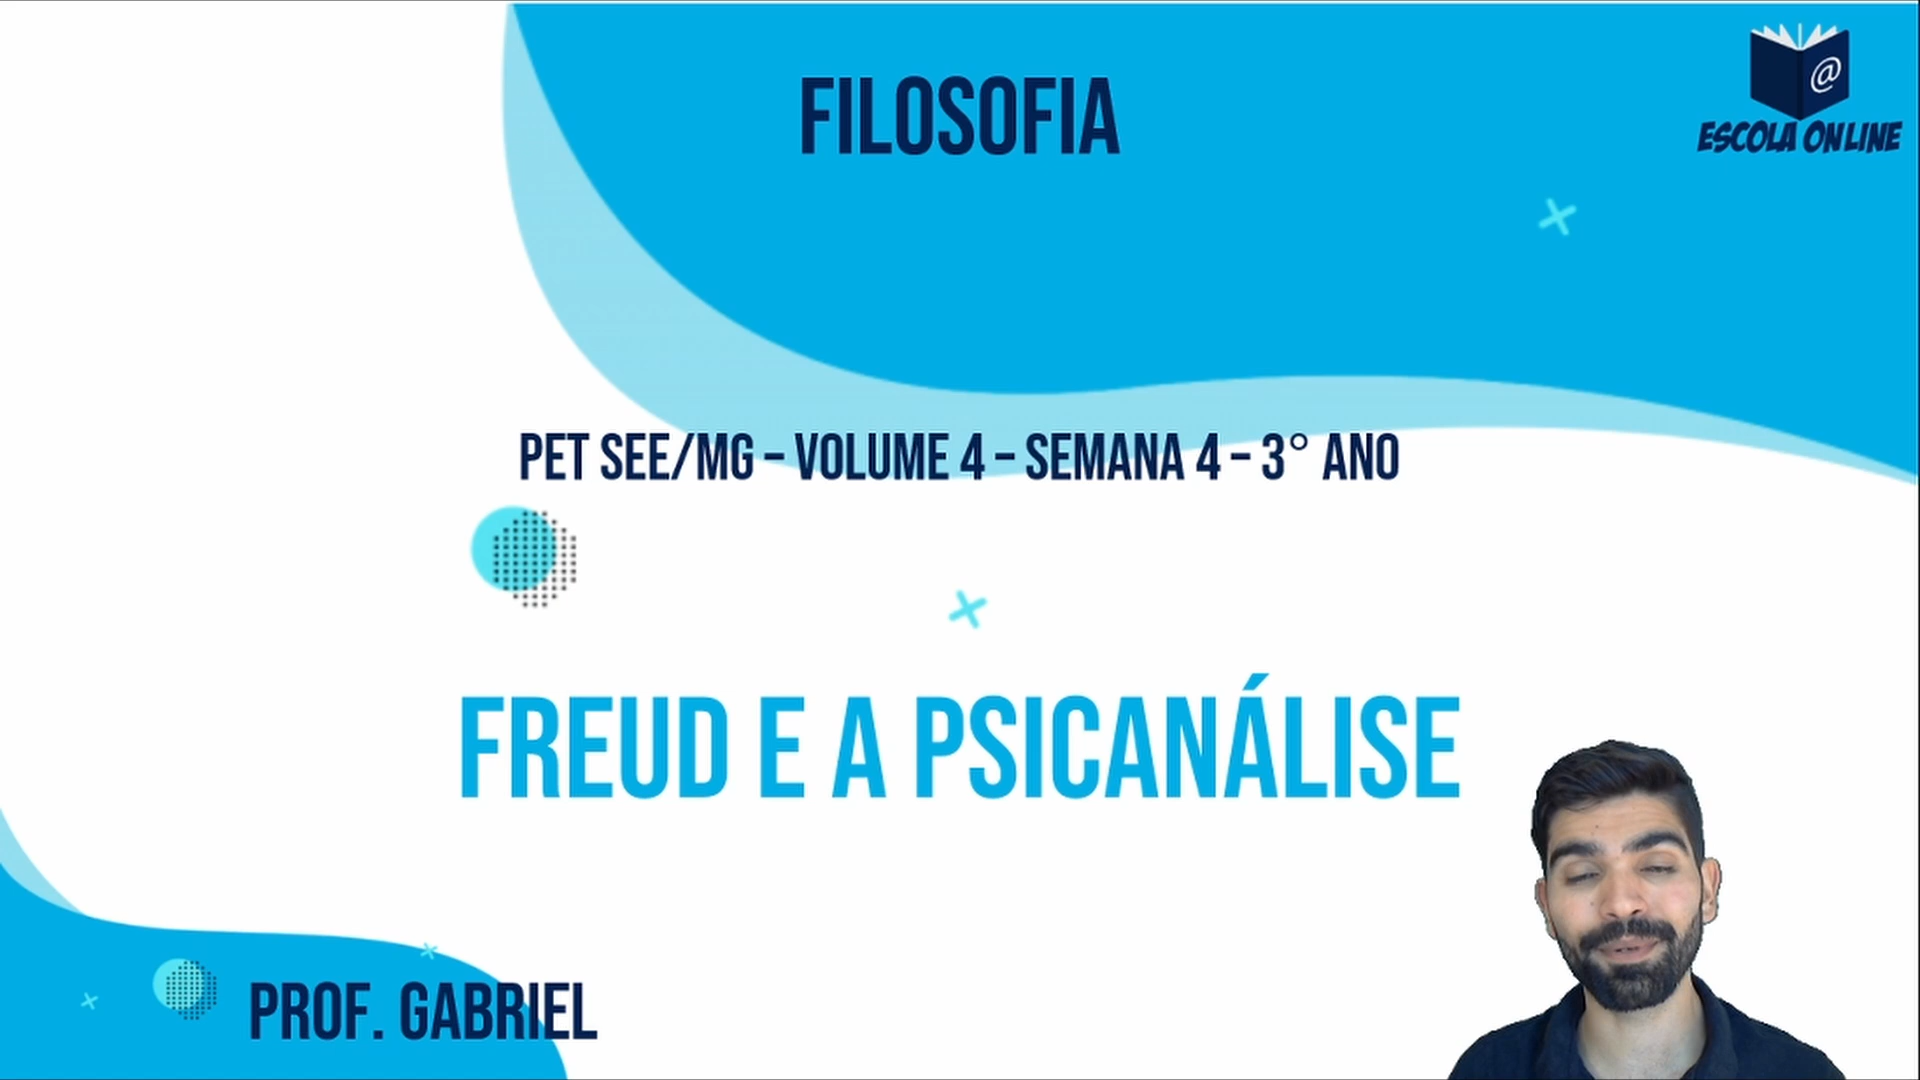 FILOSOFIA
@
ESCOLA ONLINE
PET SEE/MG – VOLUME 4 – SEMANA 4 – 3° ANO
FREUD E A PSICANÁLISE
PROF. GABRIEL